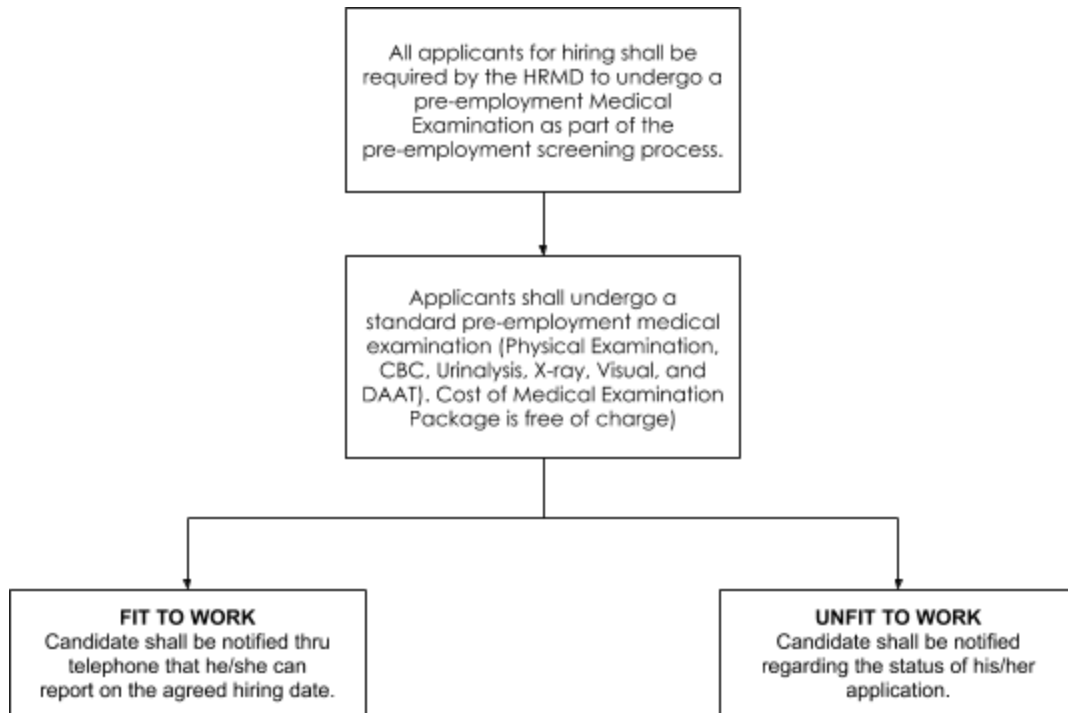 All applicants for hiring shall be
required by the HRMD to undergo a
pre-employment Medical
Examination as part of the
pre-employment screening process.
Applicants shall undergo a
standard pre-employment medical
examination (Physical Examination,
CBC, Urinalysis, X-ray, Visual, and
DAAT). Cost of Medical Examination
Package is free of charge)
FIT TO WORK
Candidate shall be notified thru
telephone that he/she can
report on the agreed hiring date.
UNFIT TO WORK
Candidate shall be notified
regarding the status of his/her
application.